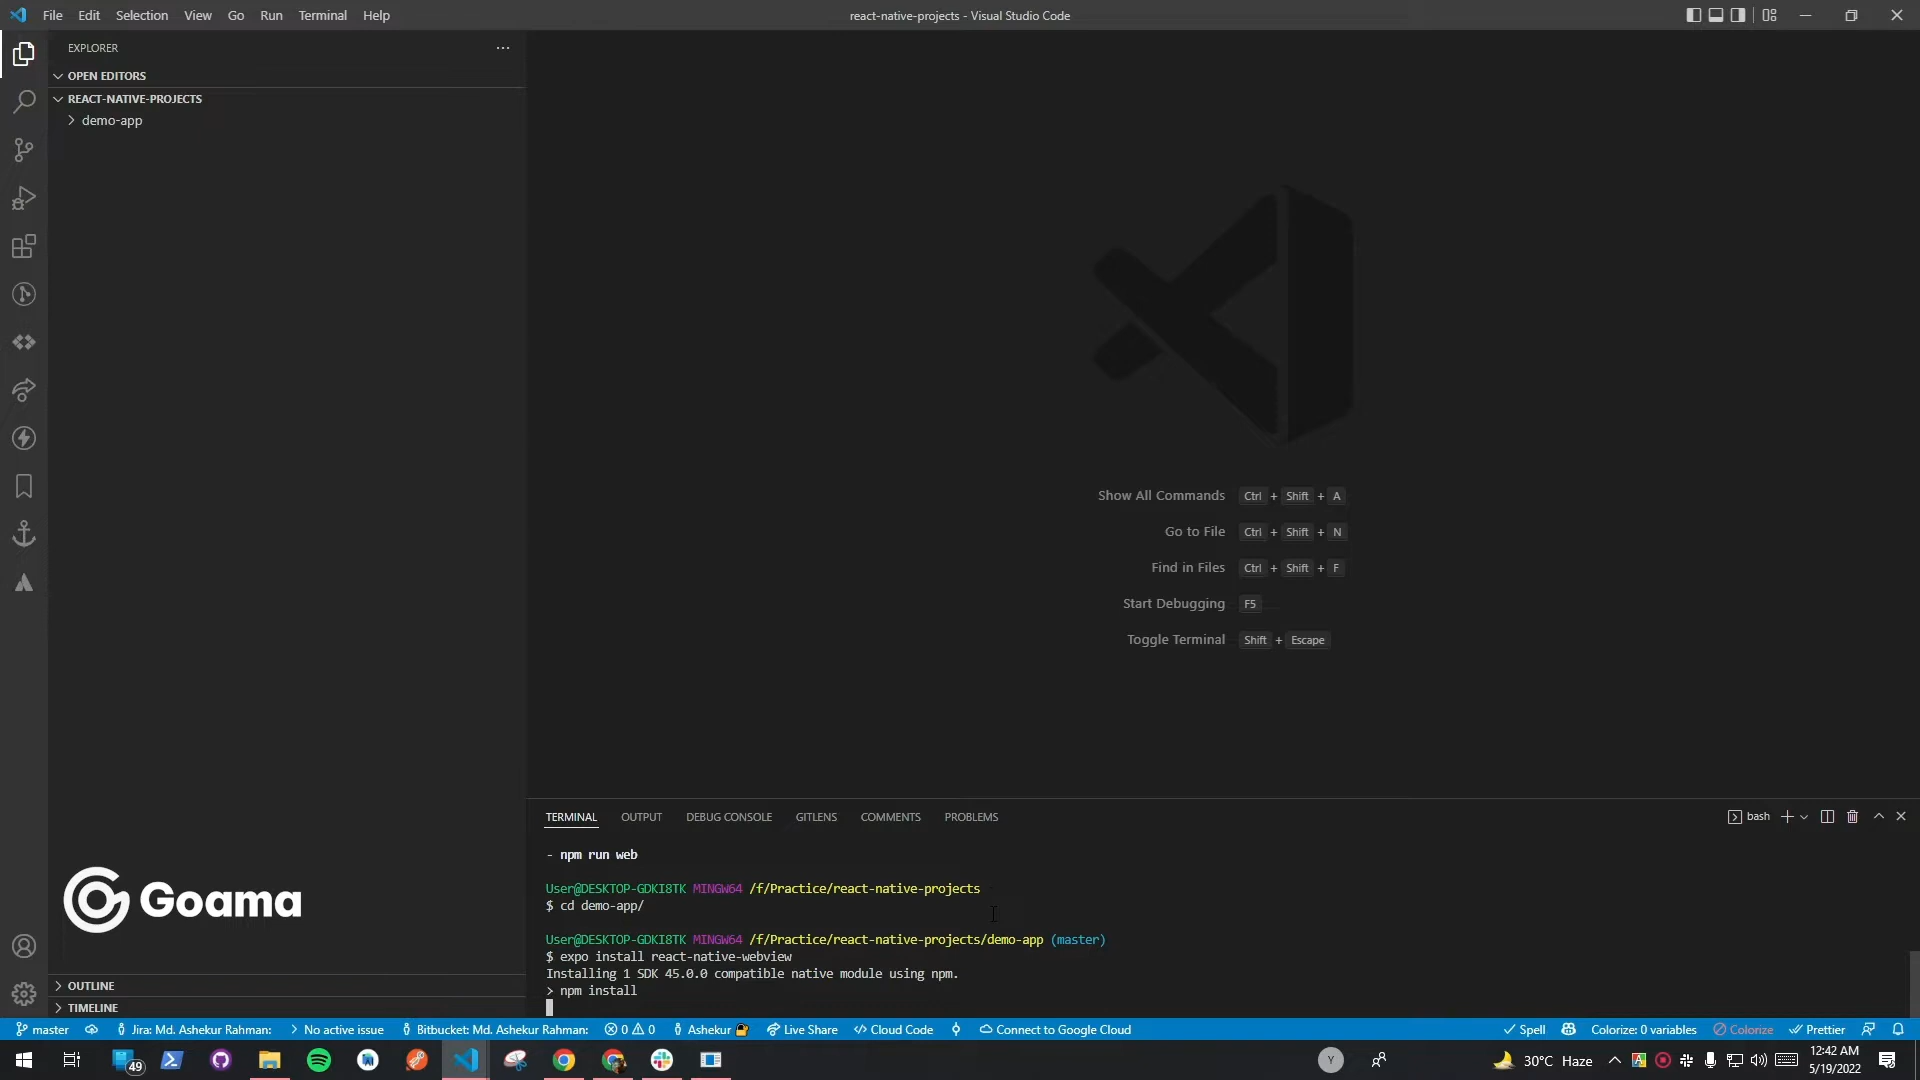 File Edit Selection View Go Run Terminal Help
react-native-projects - Visual Studio Code
EXPLORER
OPEN EDITORS
REACT-NATIVE-PROJECTS
demo-app
Show All Commands Ctrl + Shift + A
Go to File Ctrl + Shift + N
Find in Files Ctrl + Shift + F
Start Debugging F5
Toggle Terminal Shift + Escape
TERMINAL OUTPUT DEBUG CONSOLE GITLENS COMMENTS PROBLEMS
bash
- npm run web
User@DESKTOP-GDKI8TK MINGW64 /f/Practice/react-native-projects
$ cd demo-app/
User@DESKTOP-GDKI8TK MINGW64 /f/Practice/react-native-projects/demo-app (master)
$ expo install react-native-webview
Installing 1 SDK 45.0.0 compatible native module using npm.
> npm install
Goama
OUTLINE
TIMELINE
master Jira: Md. Ashekur Rahman: No active issue Bitbucket: Md. Ashekur Rahman: 0 0 Ashekur Live Share Cloud Code Connect to Google Cloud Spell Colorize: 0 variables Colorize Prettier
49
Y
30°C Haze
12:42 AM
5/19/2022